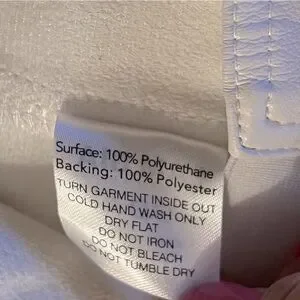 Surface: 100% Polyurethane
Backing: 100% Polyester
TURN GARMENT INSIDE OUT
COLD HAND WASH ONLY
DRY FLAT
DO NOT IRON
DO NOT BLEACH
DO NOT TUMBLE DRY